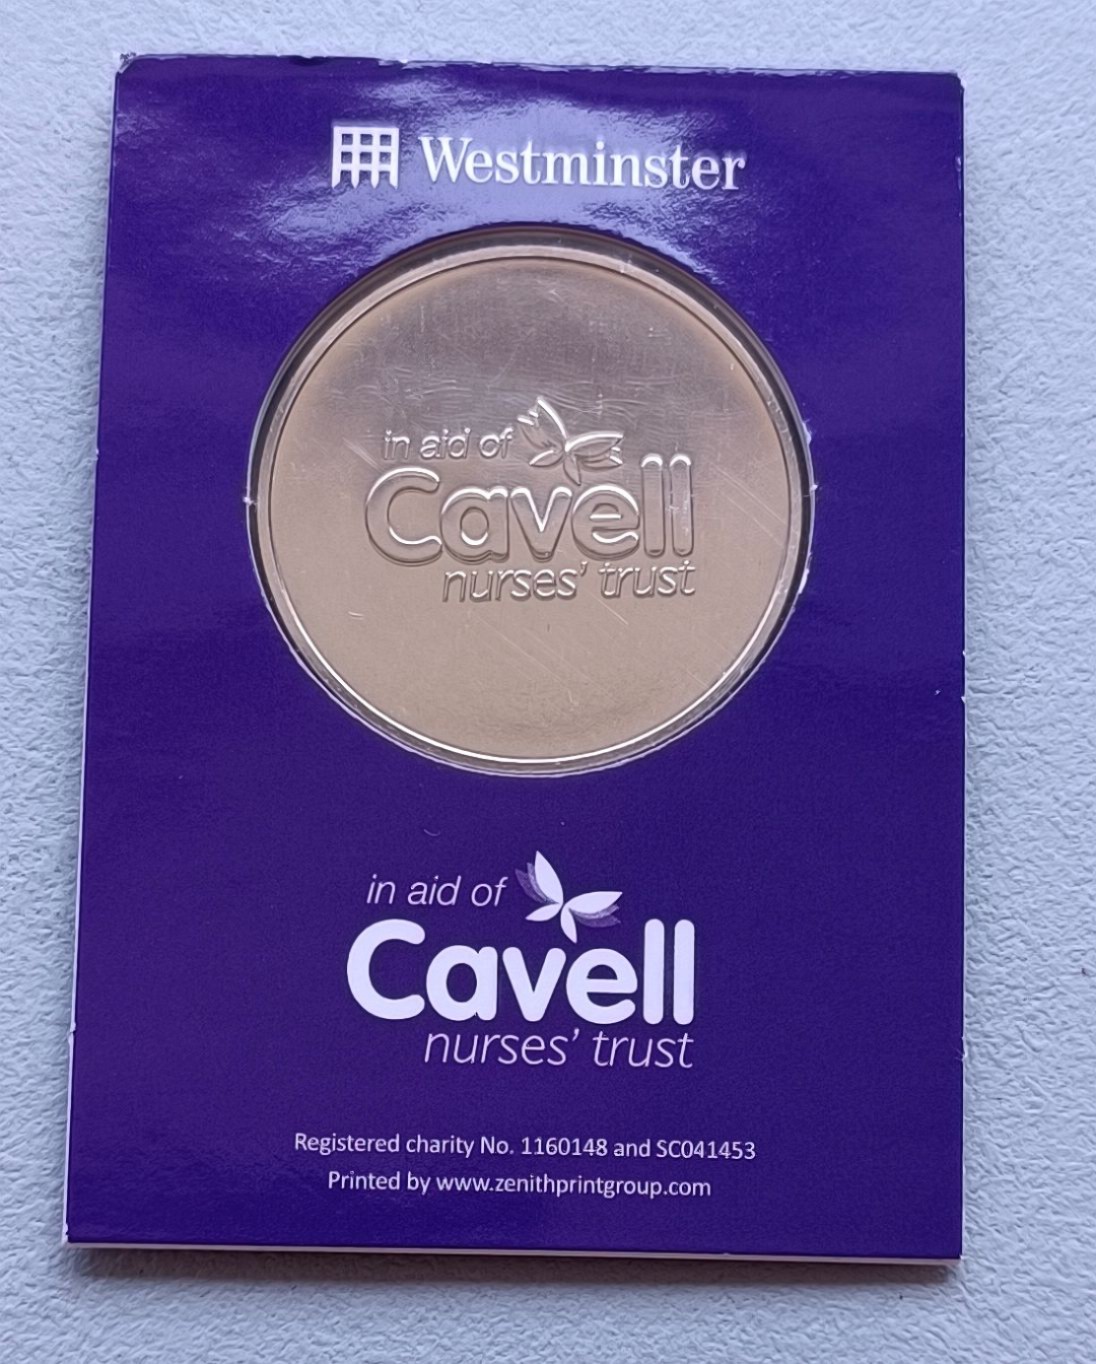 Westminster
in aid of
Cavell
nurses’ trust
in aid of
Cavell
nurses’ trust
Registered charity No. 1160148 and SC041453
Printed by www.zenithprintgroup.com